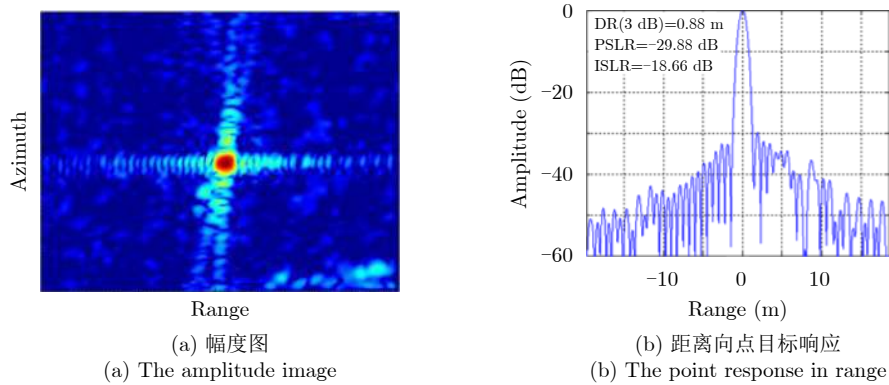 Azimuth
Range
(a) 幅度图
(a) The amplitude image
DR(3 dB)=0.88 m
PSLR=−29.88 dB
ISLR=−18.66 dB
Amplitude (dB)
0
−20
−40
−60
−10
0
10
Range (m)
(b) 距离向点目标响应
(b) The point response in range